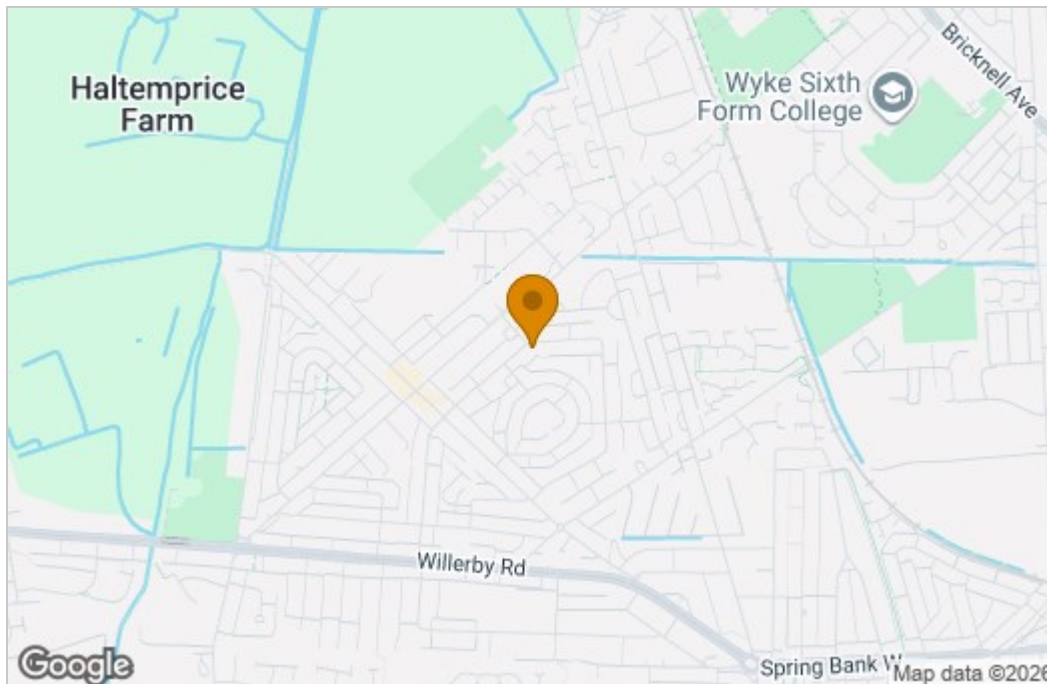 Haltemprice
Farm
Wyke Sixth
Form College
Bricknell Ave
Willerby Rd
Spring Bank W
Google
Map data ©2026